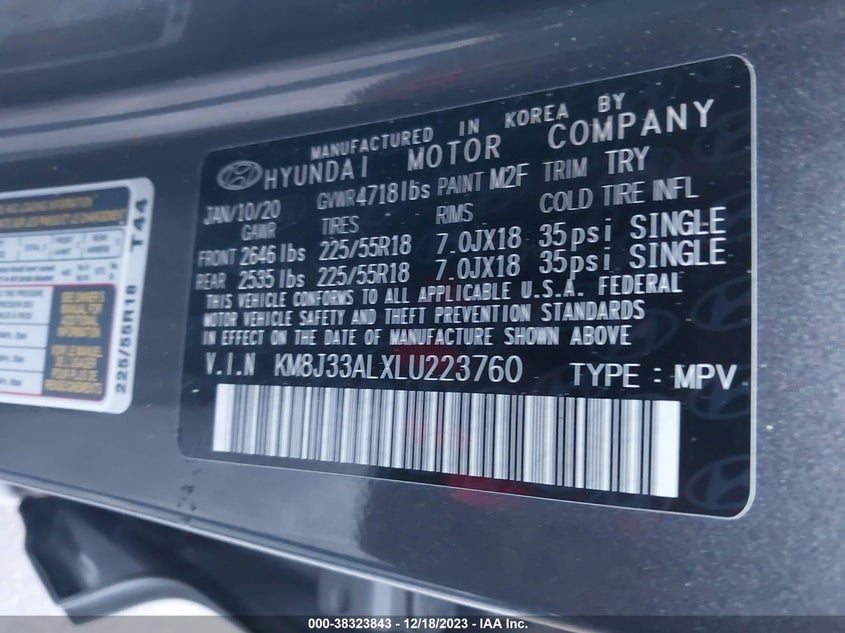 MANUFACTURED IN KOREA BY
HYUNDAI MOTOR COMPANY
JAN/10/20 GVWR4718lbs PAINT M2F TRIM TRY
GAWR TIRES RIMS COLD TIRE INFL
FRONT 2646 lbs 225/55R18 7.0JX18 35psi SINGLE
REAR 2535 lbs 225/55R18 7.0JX18 35psi SINGLE
THIS VEHICLE CONFORMS TO ALL APPLICABLE U.S.A. FEDERAL
MOTOR VEHICLE SAFETY AND THEFT PREVENTION STANDARDS
IN EFFECT ON THE DATE OF MANUFACTURE SHOWN ABOVE
V.I.N KM8J33ALXLU223760 TYPE : MPV
225/55R18 T44
000-38323843 - 12/18/2023 - IAA Inc.